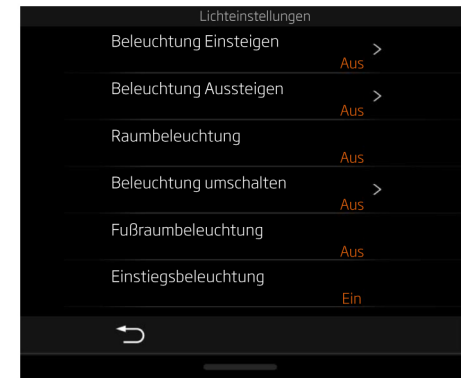 Lichteinstellungen
Beleuchtung Einsteigen
Aus
Beleuchtung Aussteigen
Aus
Raumbeleuchtung
Aus
Beleuchtung umschalten
Aus
Fußraumbeleuchtung
Aus
Einstiegsbeleuchtung
Ein